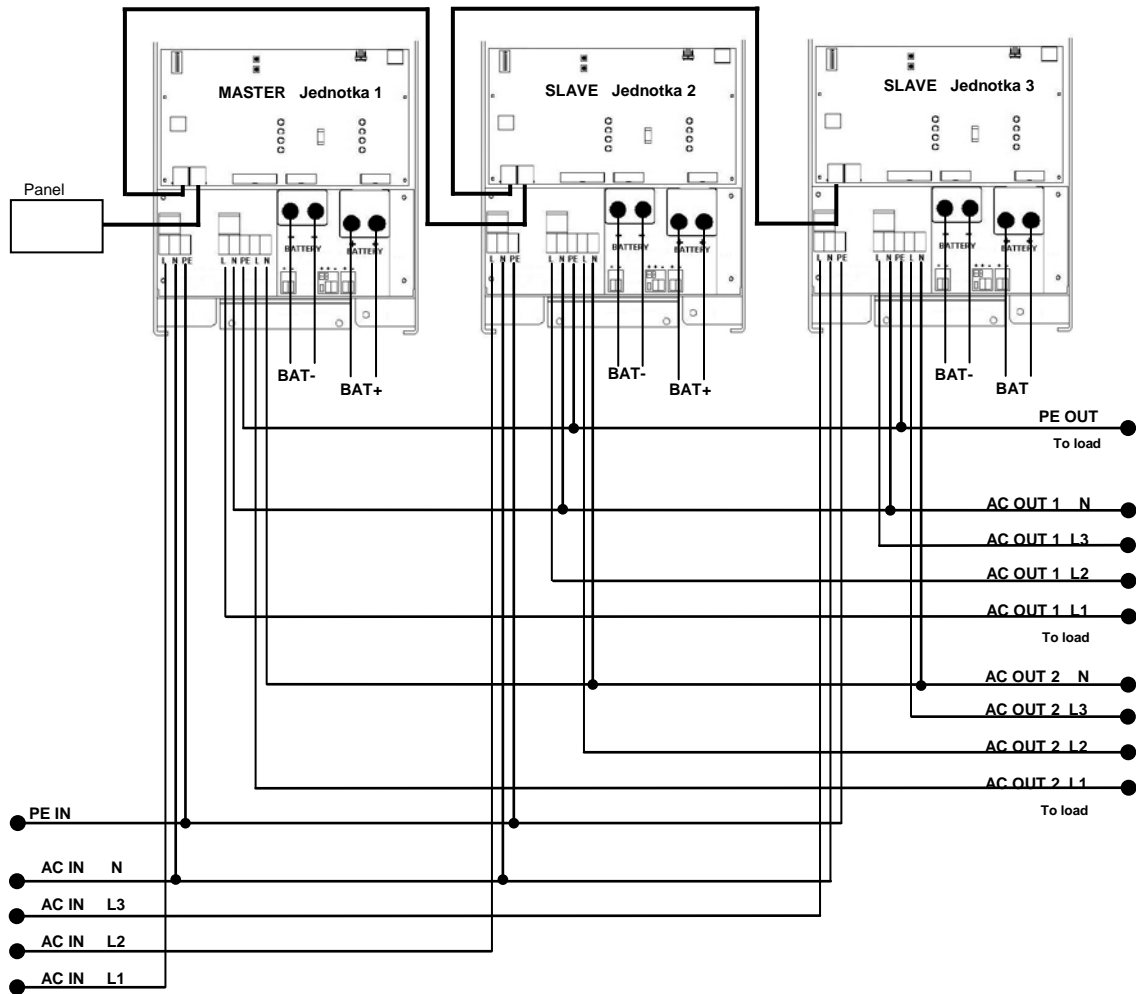 MASTER Jednotka 1
SLAVE Jednotka 2
SLAVE Jednotka 3
Panel
BATTERY BATTERY
BATTERY BATTERY
BATTERY BATTERY
L N PE
L N PE L N
L N PE
L N PE L N
L N PE
L N PE L N
BAT-
BAT+
BAT-
BAT+
BAT-
BAT
PE OUT
To load
AC OUT 1 N
AC OUT 1 L3
AC OUT 1 L2
AC OUT 1 L1
To load
AC OUT 2 N
AC OUT 2 L3
AC OUT 2 L2
AC OUT 2 L1
To load
PE IN
AC IN N
AC IN L3
AC IN L2
AC IN L1